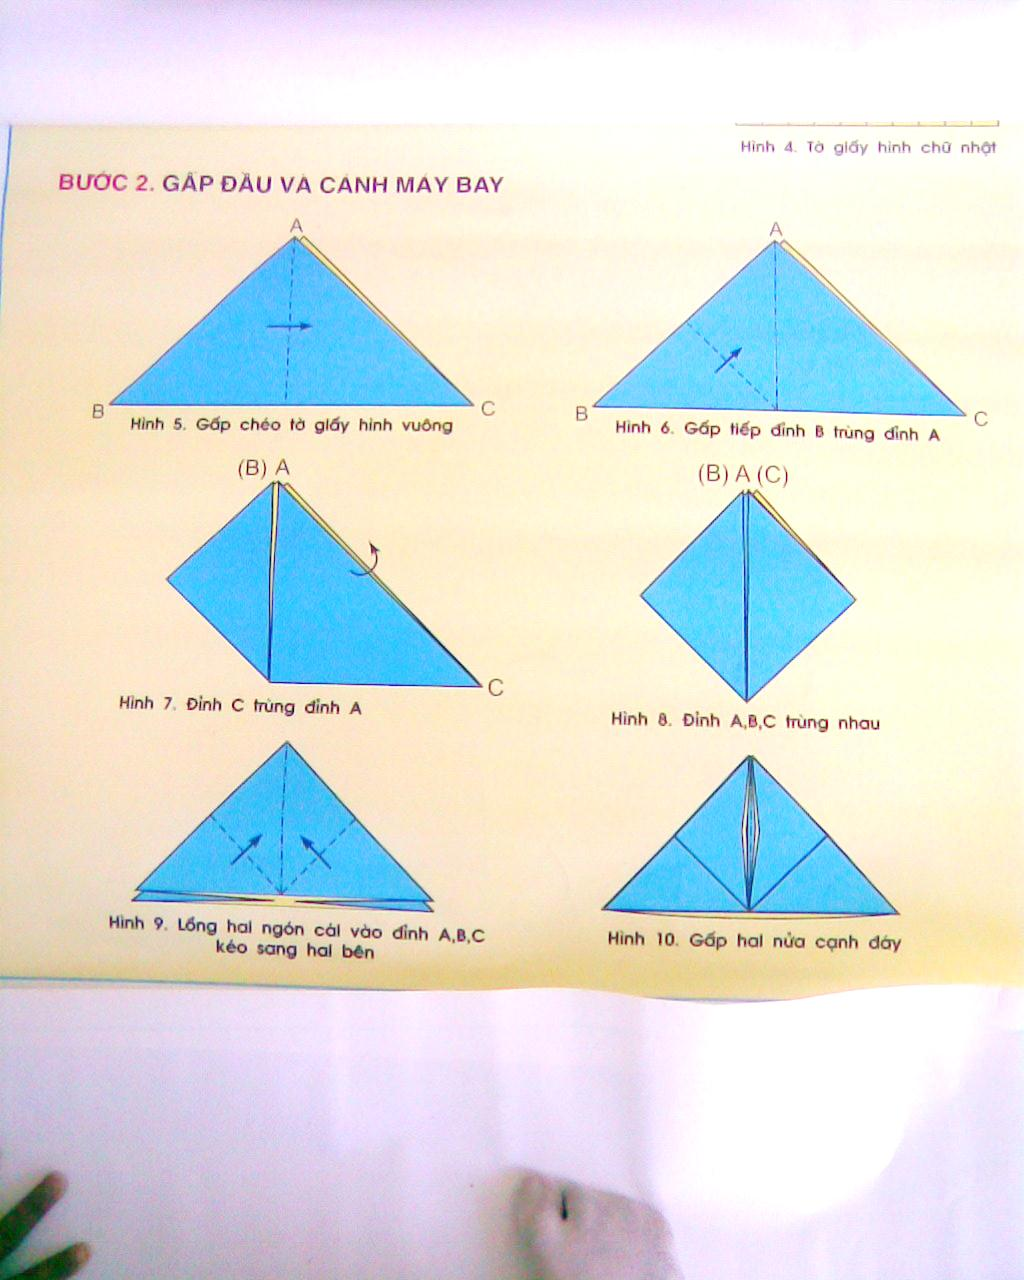 Hình 4. Tờ giấy hình chữ nhật
BƯỚC 2. GẤP ĐẦU VÀ CÁNH MÁY BAY
A
B
C
Hình 5. Gấp chéo tờ giấy hình vuông
A
B
C
Hình 6. Gấp tiếp đỉnh B trùng đỉnh A
(B) A
C
Hình 7. Đỉnh C trùng đỉnh A
(B) A (C)
Hình 8. Đỉnh A,B,C trùng nhau
Hình 9. Lồng hai ngón cái vào đỉnh A,B,C
kéo sang hai bên
Hình 10. Gấp hai nửa cạnh đáy